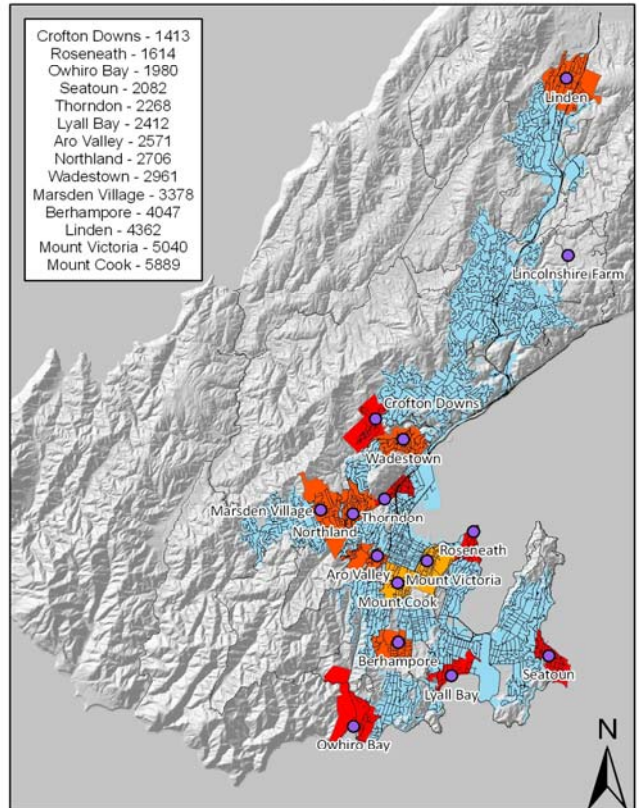 Crofton Downs - 1413
Roseneath - 1614
Owhiro Bay - 1980
Seatoun - 2082
Thorndon - 2268
Lyall Bay - 2412
Aro Valley - 2571
Northland - 2706
Wadestown - 2961
Marsden Village - 3378
Berhampore - 4047
Linden - 4362
Mount Victoria - 5040
Mount Cook - 5889
Linden
Lincolnshire Farm
Crofton Downs
Wadestown
Marsden Village
Thorndon
Northland
Roseneath
Aro Valley
Mount Victoria
Mount Cook
Berhampore
Seatoun
Lyall Bay
Owhiro Bay
N